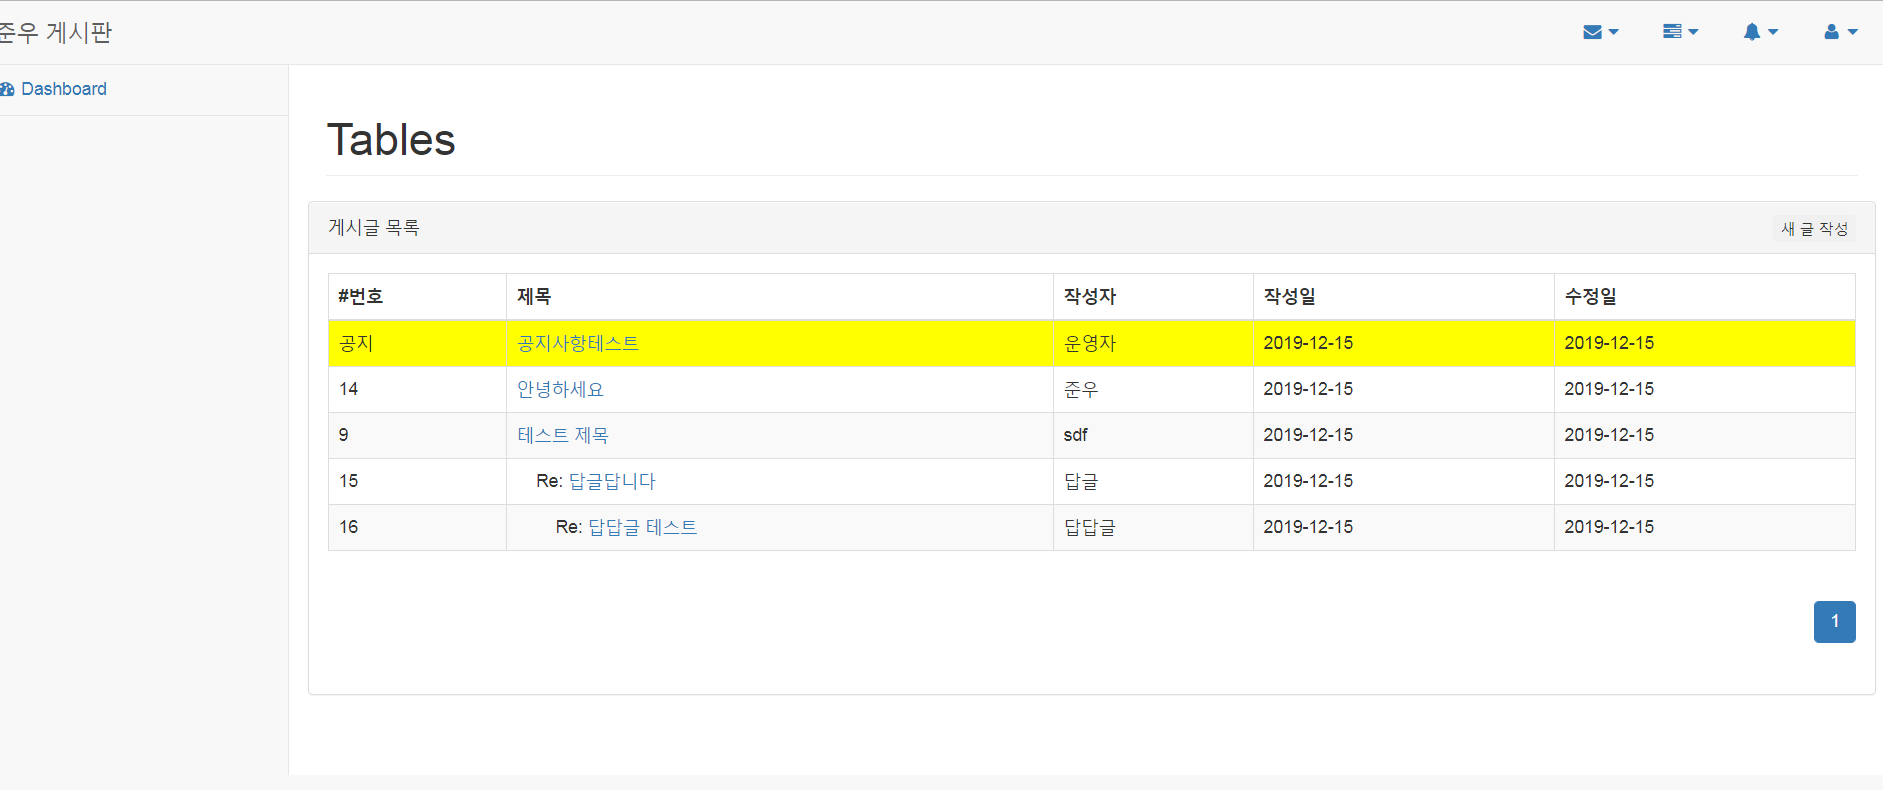 준우 게시판
Dashboard
Tables
게시글 목록 새 글 작성
#번호 제목 작성자 작성일 수정일
공지 공지사항테스트 운영자 2019-12-15 2019-12-15
14 안녕하세요 준우 2019-12-15 2019-12-15
9 테스트 제목 sdf 2019-12-15 2019-12-15
15 Re: 답글답니다 답글 2019-12-15 2019-12-15
16 Re: 답답글 테스트 답답글 2019-12-15 2019-12-15
1